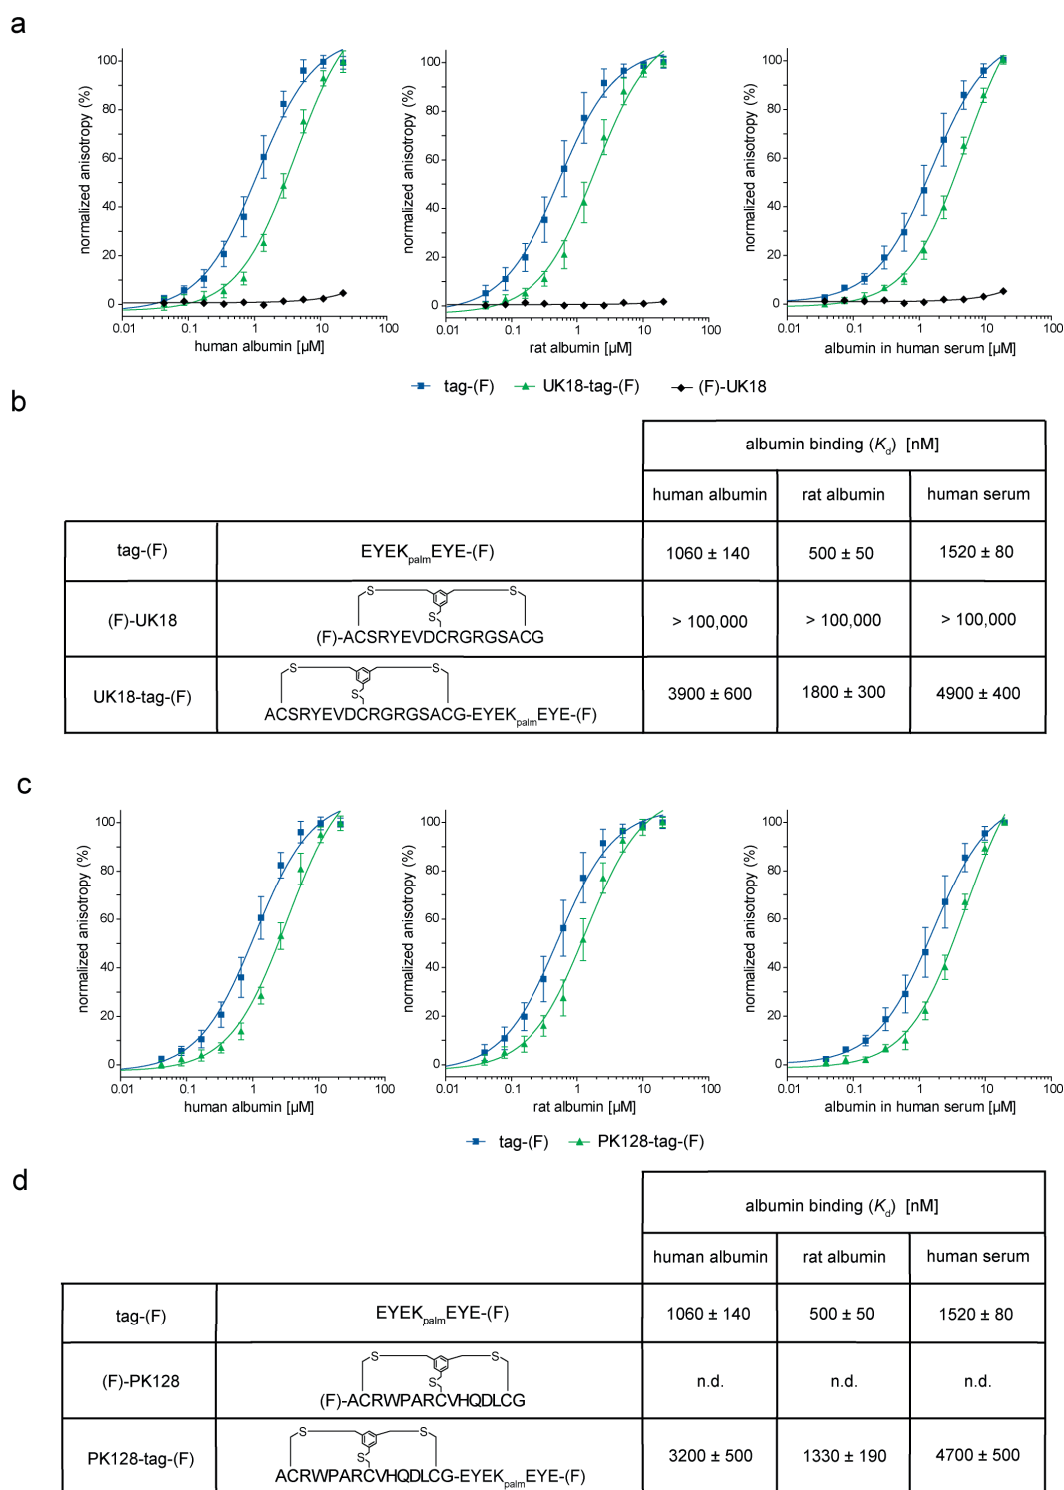 a
normalized anisotropy (%)
100
80
60
40
20
0
0.01 0.1 1 10 100
human albumin [µM]
normalized anisotropy (%)
100
80
60
40
20
0
0.01 0.1 1 10 100
rat albumin [µM]
normalized anisotropy (%)
100
80
60
40
20
0
0.01 0.1 1 10 100
albumin in human serum [µM]
tag-(F) UK18-tag-(F) (F)-UK18
b
albumin binding (Kd) [nM]
human albumin rat albumin human serum
tag-(F) EYEKpalmEYE-(F) 1060 ± 140 500 ± 50 1520 ± 80
S S
S
(F)-UK18 (F)-ACSRYEVDCRGRGSACG > 100,000 > 100,000 > 100,000
S S
S
UK18-tag-(F) ACSRYEVDCRGRGSACG-EYEKpalmEYE-(F) 3900 ± 600 1800 ± 300 4900 ± 400
c
normalized anisotropy (%)
100
80
60
40
20
0
0.01 0.1 1 10 100
human albumin [µM]
normalized anisotropy (%)
100
80
60
40
20
0
0.01 0.1 1 10 100
rat albumin [µM]
normalized anisotropy (%)
100
80
60
40
20
0
0.01 0.1 1 10 100
albumin in human serum [µM]
tag-(F) PK128-tag-(F)
d
albumin binding (Kd) [nM]
human albumin rat albumin human serum
tag-(F) EYEKpalmEYE-(F) 1060 ± 140 500 ± 50 1520 ± 80
S S
S
(F)-PK128 (F)-ACRWPARCVHQDLCG n.d. n.d. n.d.
S S
S
PK128-tag-(F) ACRWPARCVHQDLCG-EYEKpalmEYE-(F) 3200 ± 500 1330 ± 190 4700 ± 500